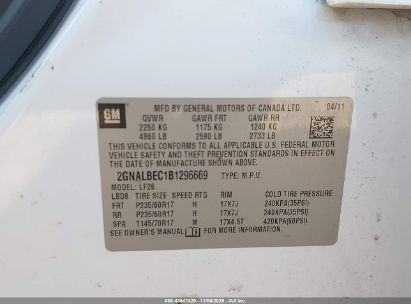 GM
MFD BY GENERAL MOTORS OF CANADA LTD. 04/11
GVWR GAWR FRT GAWR RR
2250 KG 1175 KG 1240 KG
4960 LB 2590 LB 2733 LB
THIS VEHICLE CONFORMS TO ALL APPLICABLE U.S. FEDERAL MOTOR
VEHICLE SAFETY, BUMPER, AND THEFT PREVENTION STANDARDS IN EFFECT ON THE
DATE OF MANUFACTURE SHOWN ABOVE.
2GNALBEC1B1296669 TYPE: M.P.V.
MODEL: LF26
TIRE SIZE SPEED RTG RIM COLD TIRE PRESSURE
FRT P235/60R17 H 17X7J 240KPA(35PSI)
RR P235/60R17 H 17X7J 240KPA(35PSI)
SPA T145/70R17 M 17X4.5T 420KPA(60PSI)
SEE OWNER'S MANUAL FOR MORE INFORMATION.